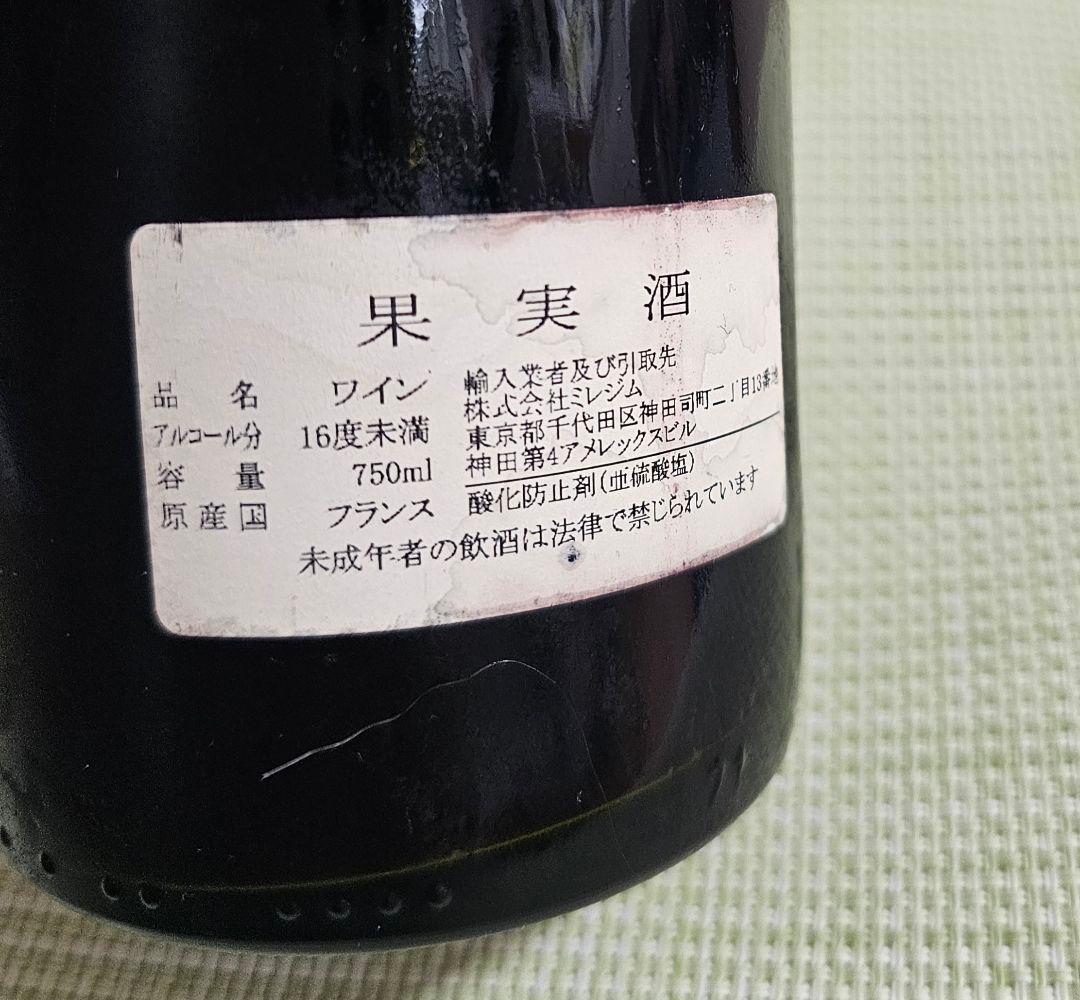 果実酒
品名 ワイン
アルコール分 16度未満
容量 750ml
原産国 フランス
輸入業者及び引取先
株式会社ミレジム
東京都千代田区神田司町二丁目13番地
神田第4アメレックスビル
酸化防止剤(亜硫酸塩)
未成年者の飲酒は法律で禁じられています